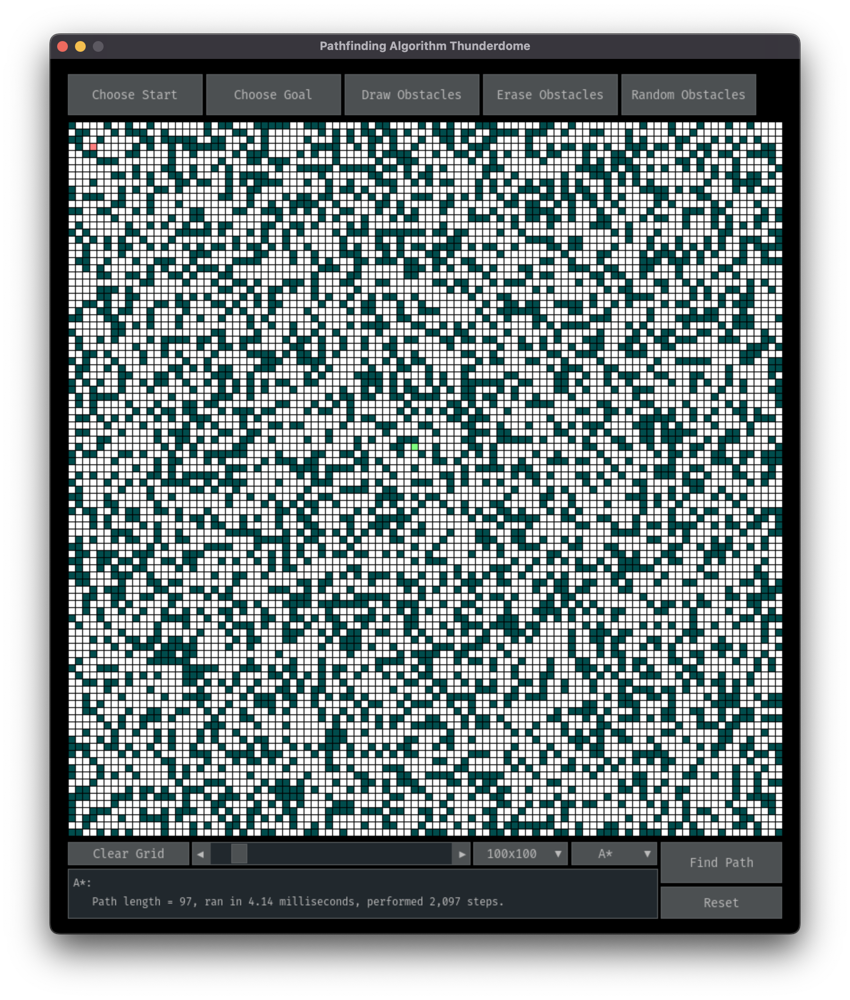 Pathfinding Algorithm Thunderdome
Choose Start
Choose Goal
Draw Obstacles
Erase Obstacles
Random Obstacles
Clear Grid
100x100
A*
Find Path
A*:
Path length = 97, ran in 4.14 milliseconds, performed 2,097 steps.
Reset